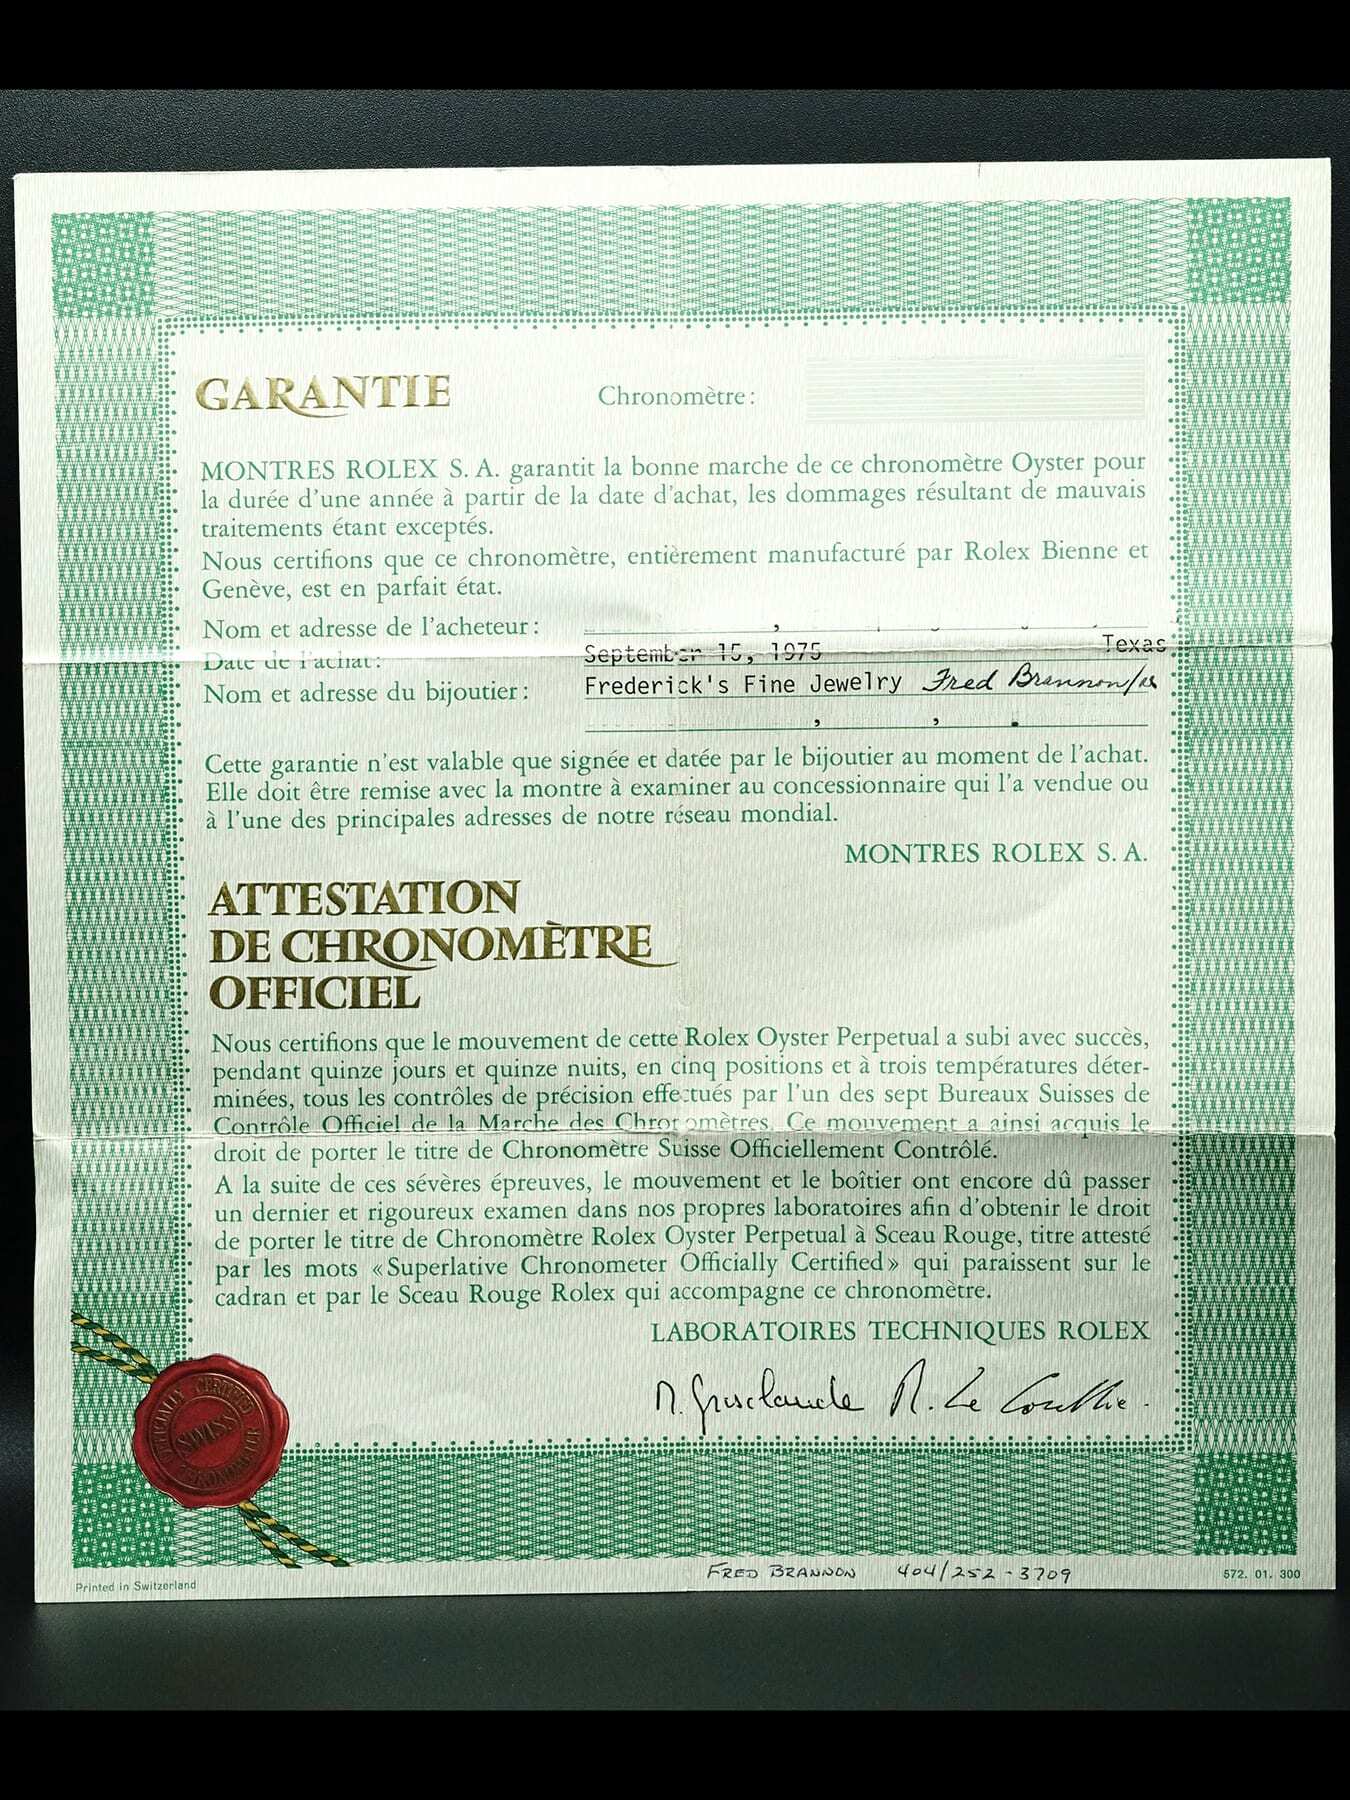 GARANTIE Chronomètre:
MONTRES ROLEX S. A. garantit la bonne marche de ce chronomètre Oyster pour
la durée d'une année à partir de la date d'achat, les dommages résultant de mauvais
traitements étant exceptés.
Nous certifions que ce chronomètre, entièrement manufacturé par Rolex Bienne et
Genève, est en parfait état.
Nom et adresse de l'acheteur:
Texas
Date de l'achat: September 15, 1975
Nom et adresse du bijoutier: Frederick's Fine Jewelry Fred Brannon
Cette garantie n'est valable que signée et datée par le bijoutier au moment de l'achat.
Elle doit être remise avec la montre à examiner au concessionnaire qui l'a vendue ou
à l'une des principales adresses de notre réseau mondial.
MONTRES ROLEX S. A.
ATTESTATION
DE CHRONOMÈTRE
OFFICIEL
Nous certifions que le mouvement de cette Rolex Oyster Perpetual a subi avec succès,
pendant quinze jours et quinze nuits, en cinq positions et à trois températures déter-
minées, tous les contrôles de précision effectués par l'un des sept Bureaux Suisses de
Contrôle Officiel de la Marche des Chronomètres. Ce mouvement a ainsi acquis le
droit de porter le titre de Chronomètre Suisse Officiellement Contrôlé.
A la suite de ces sévères épreuves, le mouvement et le boîtier ont encore dû passer
un dernier et rigoureux examen dans nos propres laboratoires afin d'obtenir le droit
de porter le titre de Chronomètre Rolex Oyster Perpetual à Sceau Rouge, titre attesté
par les mots «Superlative Chronometer Officially Certified» qui paraissent sur le
cadran et par le Sceau Rouge Rolex qui accompagne ce chronomètre.
LABORATOIRES TECHNIQUES ROLEX
OFFICIALLY CERTIFIED
SWISS
CHRONOMETER
FRED BRANNON 404/252-3709
Printed in Switzerland
572. 01. 300